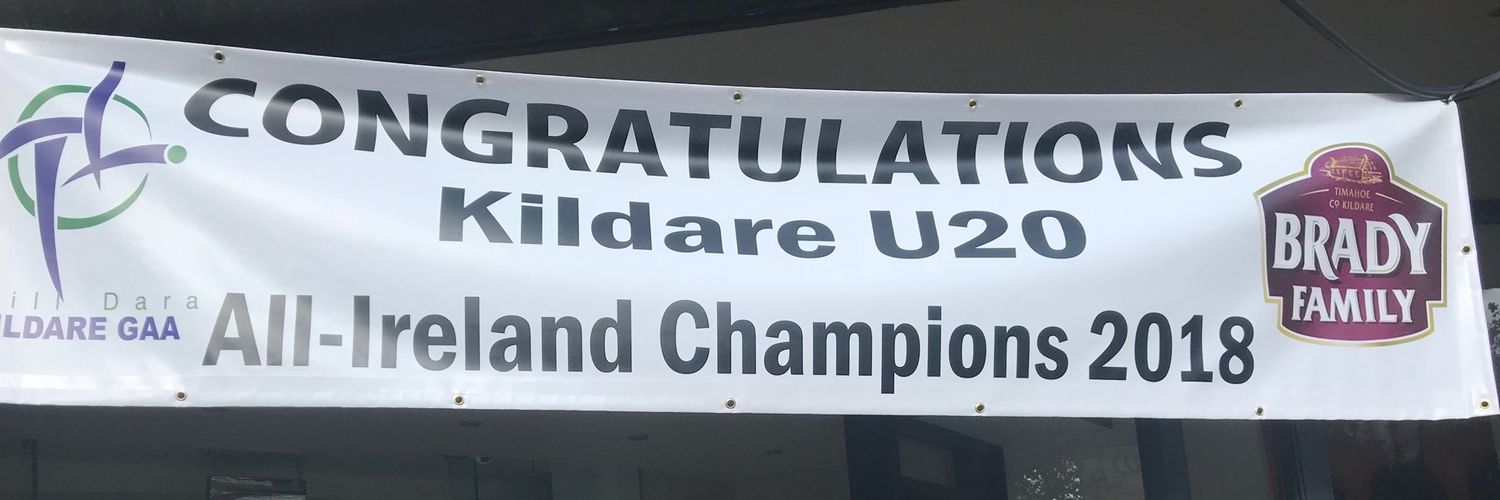 CONGRATULATIONS
Kildare U20
All-Ireland Champions 2018
ill Dara
ILDARE GAA
TIMAHOE
CO KILDARE
BRADY
FAMILY